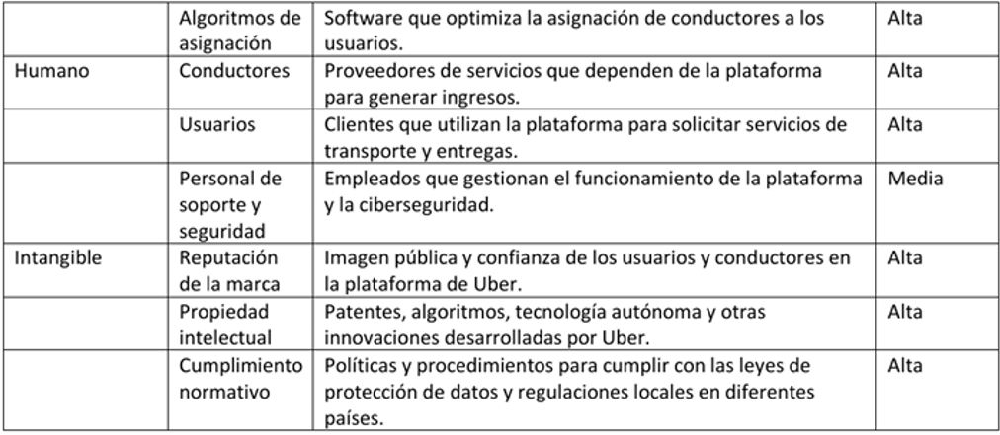 Algoritmos de asignación | Software que optimiza la asignación de conductores a los usuarios. | Alta
Humano | Conductores | Proveedores de servicios que dependen de la plataforma para generar ingresos. | Alta
Usuarios | Clientes que utilizan la plataforma para solicitar servicios de transporte y entregas. | Alta
Personal de soporte y seguridad | Empleados que gestionan el funcionamiento de la plataforma y la ciberseguridad. | Media
Intangible | Reputación de la marca | Imagen pública y confianza de los usuarios y conductores en la plataforma de Uber. | Alta
Propiedad intelectual | Patentes, algoritmos, tecnología autónoma y otras innovaciones desarrolladas por Uber. | Alta
Cumplimiento normativo | Políticas y procedimientos para cumplir con las leyes de protección de datos y regulaciones locales en diferentes países. | Alta